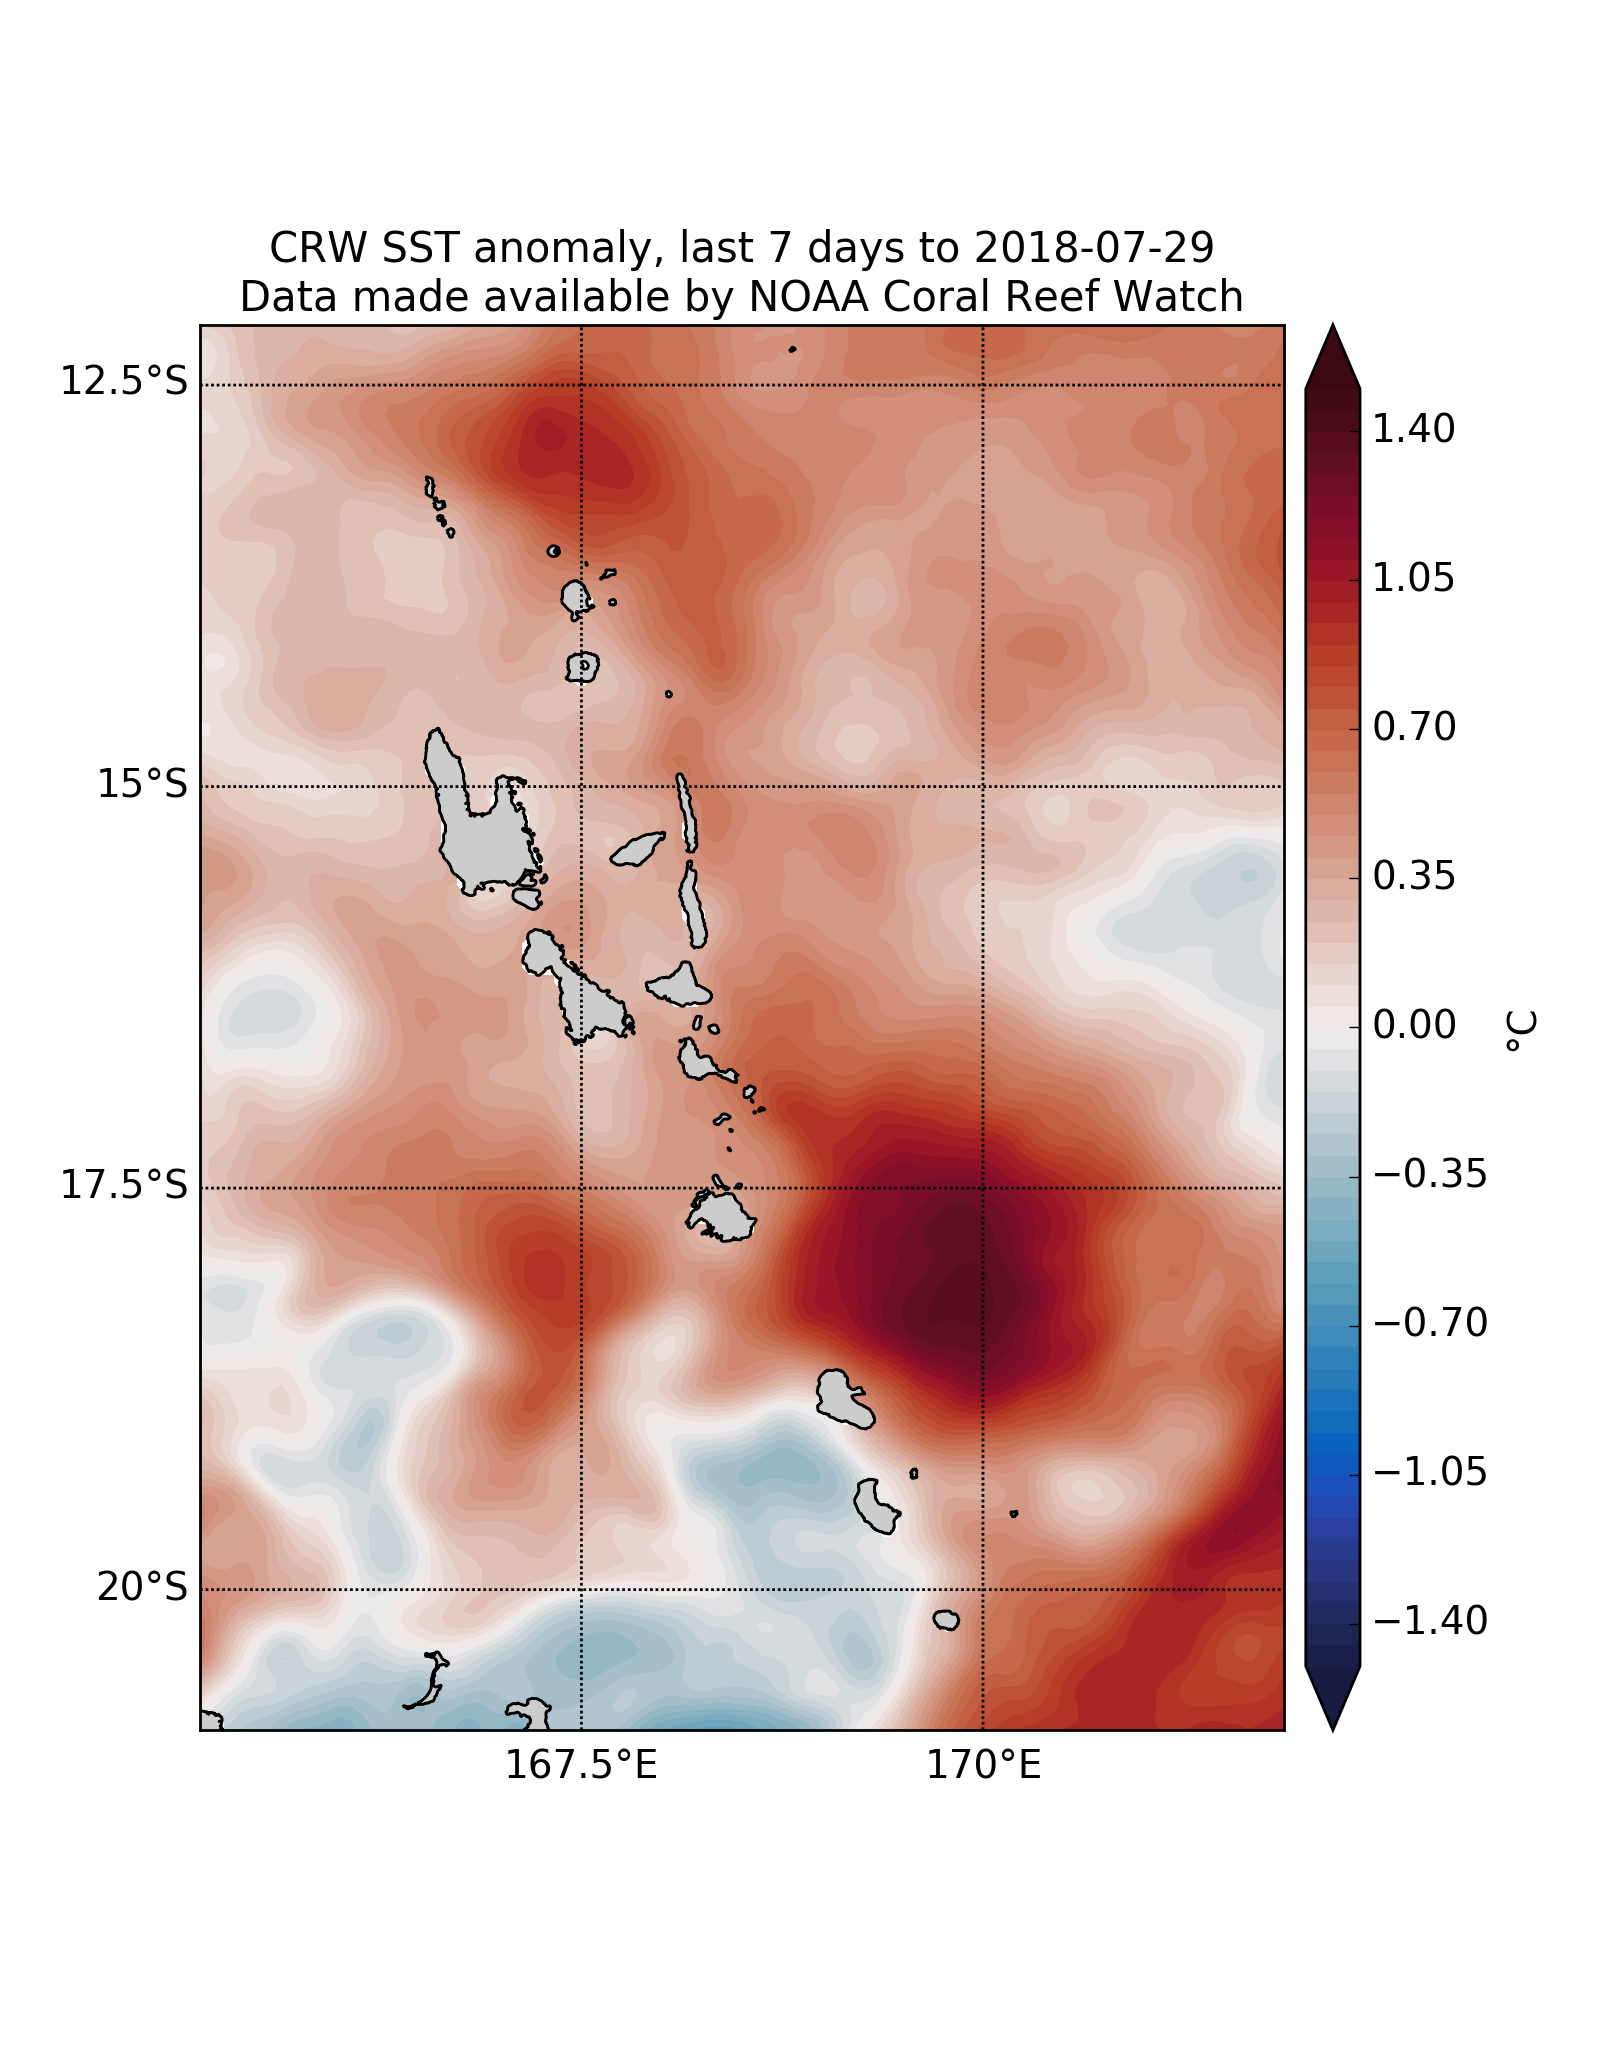 CRW SST anomaly, last 7 days to 2018-07-29
Data made available by NOAA Coral Reef Watch
12.5°S
15°S
17.5°S
20°S
167.5°E
170°E
1.40
1.05
0.70
0.35
0.00
−0.35
−0.70
−1.05
−1.40
°C